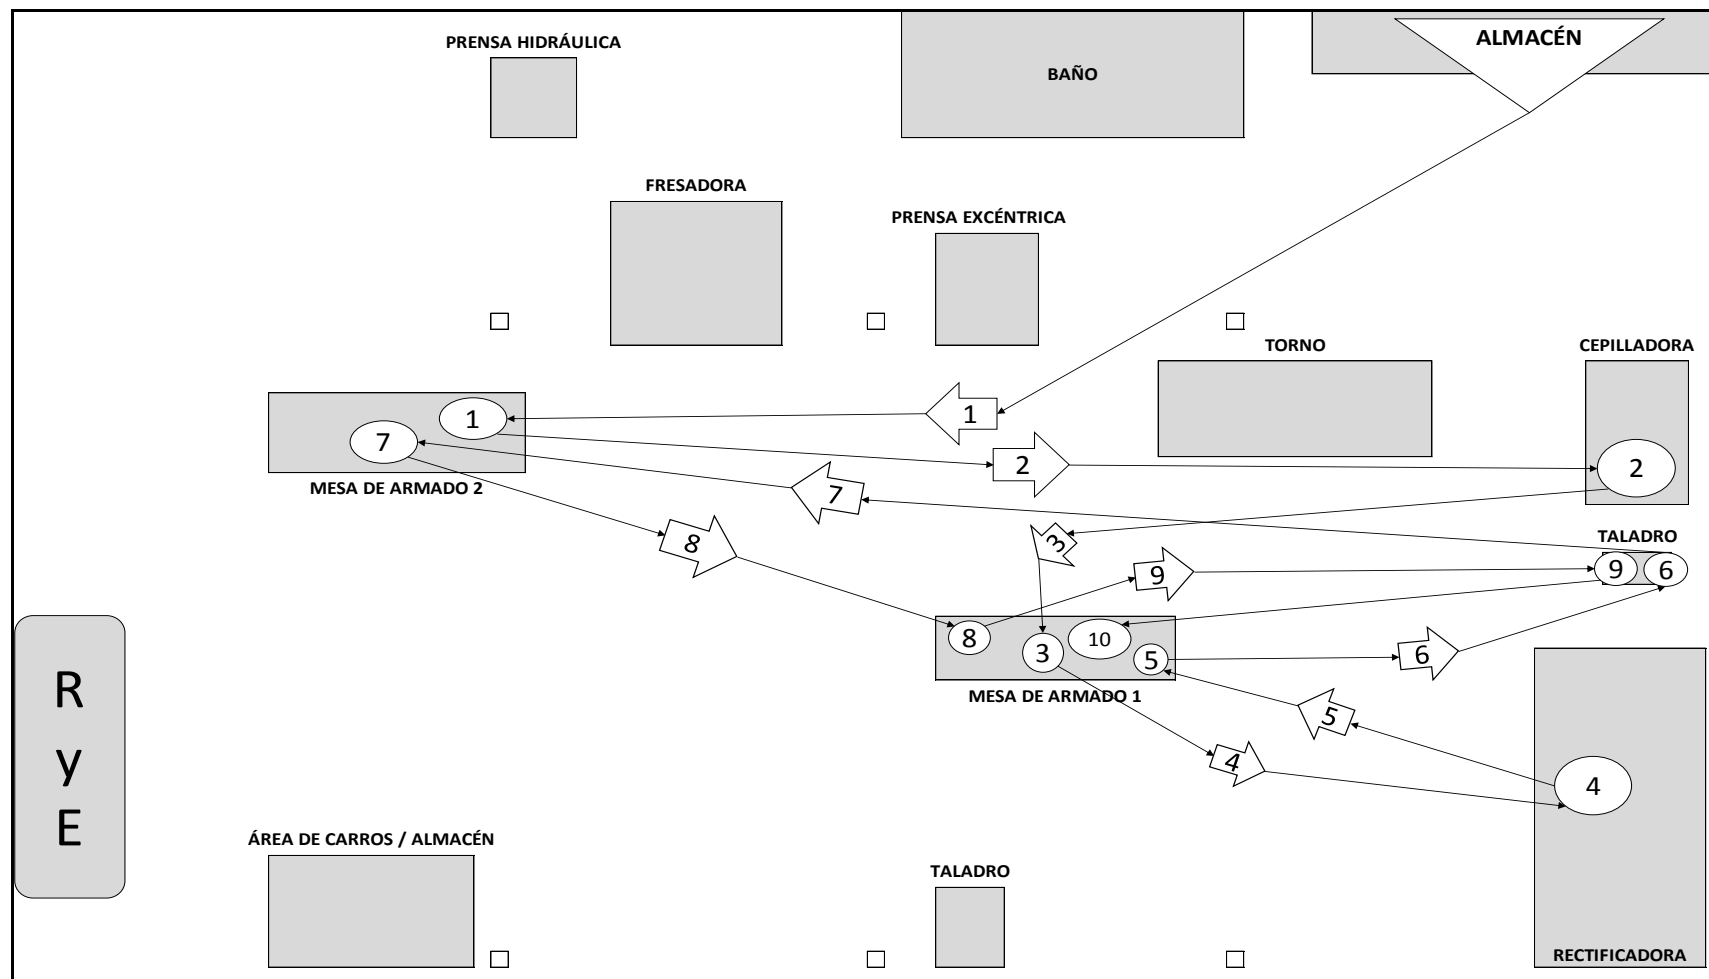 PRENSA HIDRÁULICA
BAÑO
ALMACÉN
FRESADORA
PRENSA EXCÉNTRICA
TORNO
CEPILLADORA
1
1
7
2
2
MESA DE ARMADO 2
7
8
3
TALADRO
9
9
6
8
3
10
5
6
MESA DE ARMADO 1
5
4
4
R
y
E
ÁREA DE CARROS / ALMACÉN
TALADRO
RECTIFICADORA